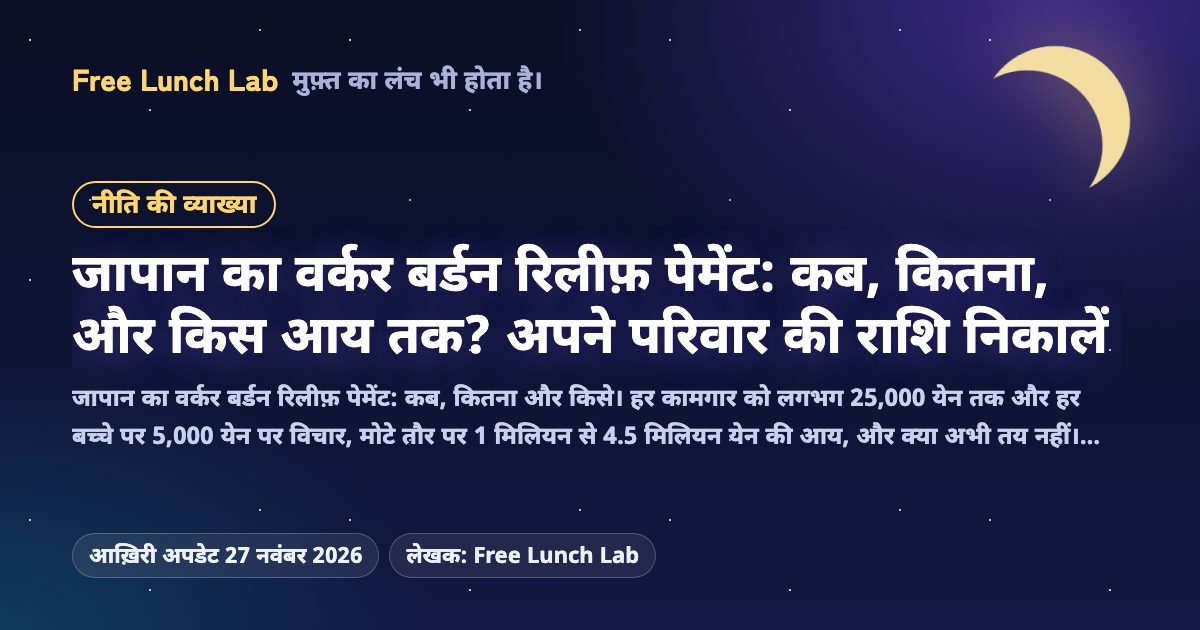 Free Lunch Lab मुफ़्त का लंच भी होता है।
नीति की व्याख्या
जापान का वर्कर बर्डन रिलीफ़ पेमेंट: कब, कितना,
और किस आय तक? अपने परिवार की राशि निकालें
जापान का वर्कर बर्डन रिलीफ़ पेमेंट: कब, कितना और किसे। हर कामगार को लगभग 25,000 येन तक और हर
बच्चे पर 5,000 येन पर विचार, मोटे तौर पर 1 मिलियन से 4.5 मिलियन येन की आय, और क्या अभी तय नहीं।...
आख़िरी अपडेट 27 नवंबर 2026
लेखक: Free Lunch Lab